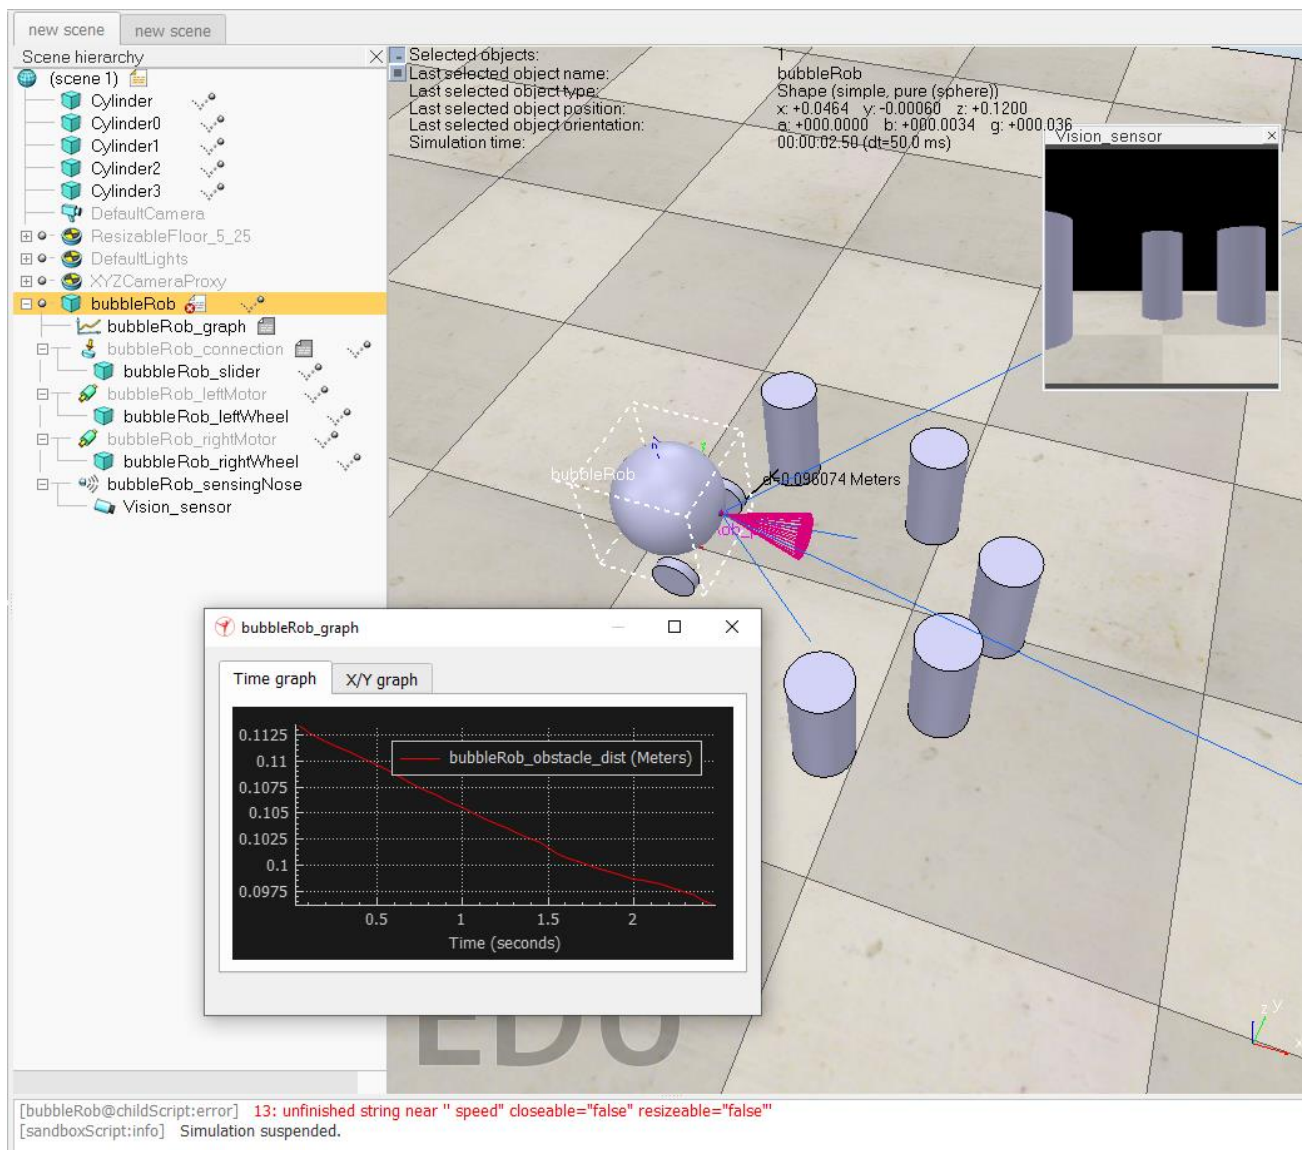 new scene
new scene
Scene hierarchy
(scene 1)
Cylinder
Cylinder0
Cylinder1
Cylinder2
Cylinder3
DefaultCamera
ResizableFloor_5_25
DefaultLights
XYZCameraProxy
bubbleRob
bubbleRob_graph
bubbleRob_connection
bubbleRob_slider
bubbleRob_leftMotor
bubbleRob_leftWheel
bubbleRob_rightMotor
bubbleRob_rightWheel
bubbleRob_sensingNose
Vision_sensor
Selected objects: 1
Last selected object name: bubbleRob
Last selected object type: Shape (simple, pure (sphere))
Last selected object position: x: +0.0464 y: -0.00060 z: +0.1200
Last selected object orientation: a: +000.0000 b: +000.0034 g: +000.036
Simulation time: 00:00:02.50 (dt=50.0 ms)
Vision_sensor
bubbleRob
d=0.096074 Meters
z y
x
bubbleRob_graph
Time graph
X/Y graph
bubbleRob_obstacle_dist (Meters)
0.1125
0.11
0.1075
0.105
0.1025
0.1
0.0975
0.5 1 1.5 2
Time (seconds)
EDU
[bubbleRob@childScript:error] 13: unfinished string near '' speed" closeable="false" resizeable="false"'
[sandboxScript:info] Simulation suspended.